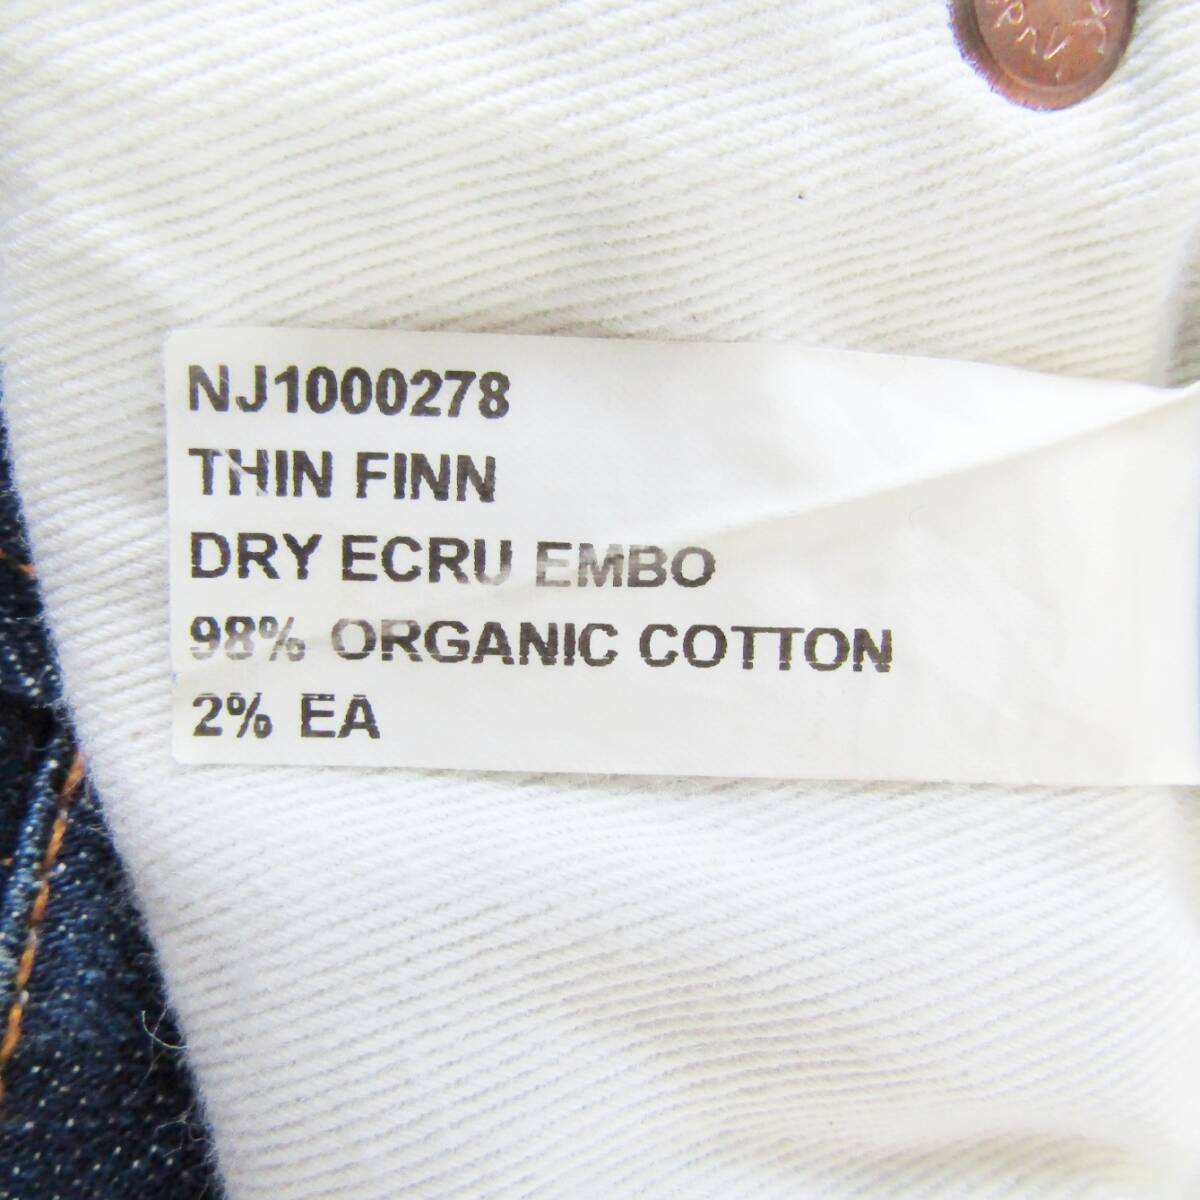 NJ1000278
THIN FINN
DRY ECRU EMBO
98% ORGANIC COTTON
2% EA